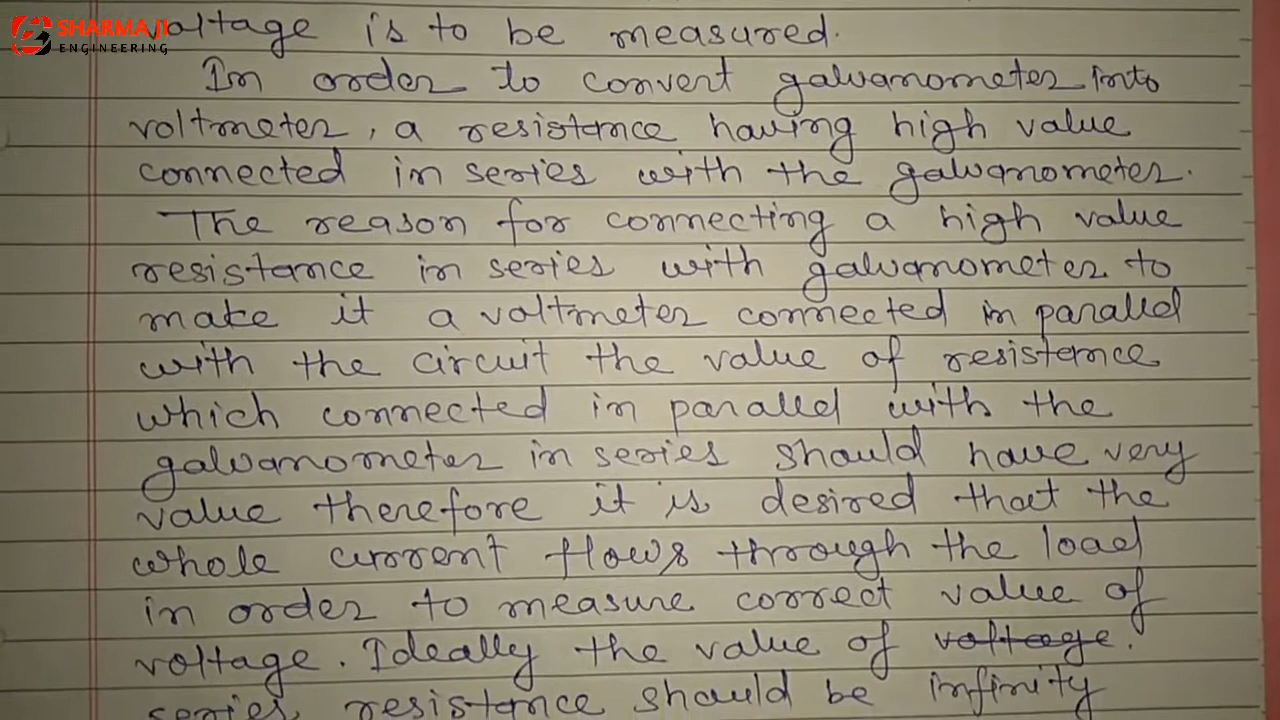 SHARMA JI
ENGINEERING
voltage is to be measured.
In order to convert galvanometer into
voltmeter, a resistance having high value
connected in series with the galvanometer.
The reason for connecting a high value
resistance in series with galvanometer to
make it a voltmeter connected in parallel
with the circuit the value of resistance
which connected in parallel with the
galvanometer in series should have very
value therefore it is desired that the
whole current flows through the load
in order to measure correct value of
voltage. Ideally the value of voltage.
series resistance should be infinity